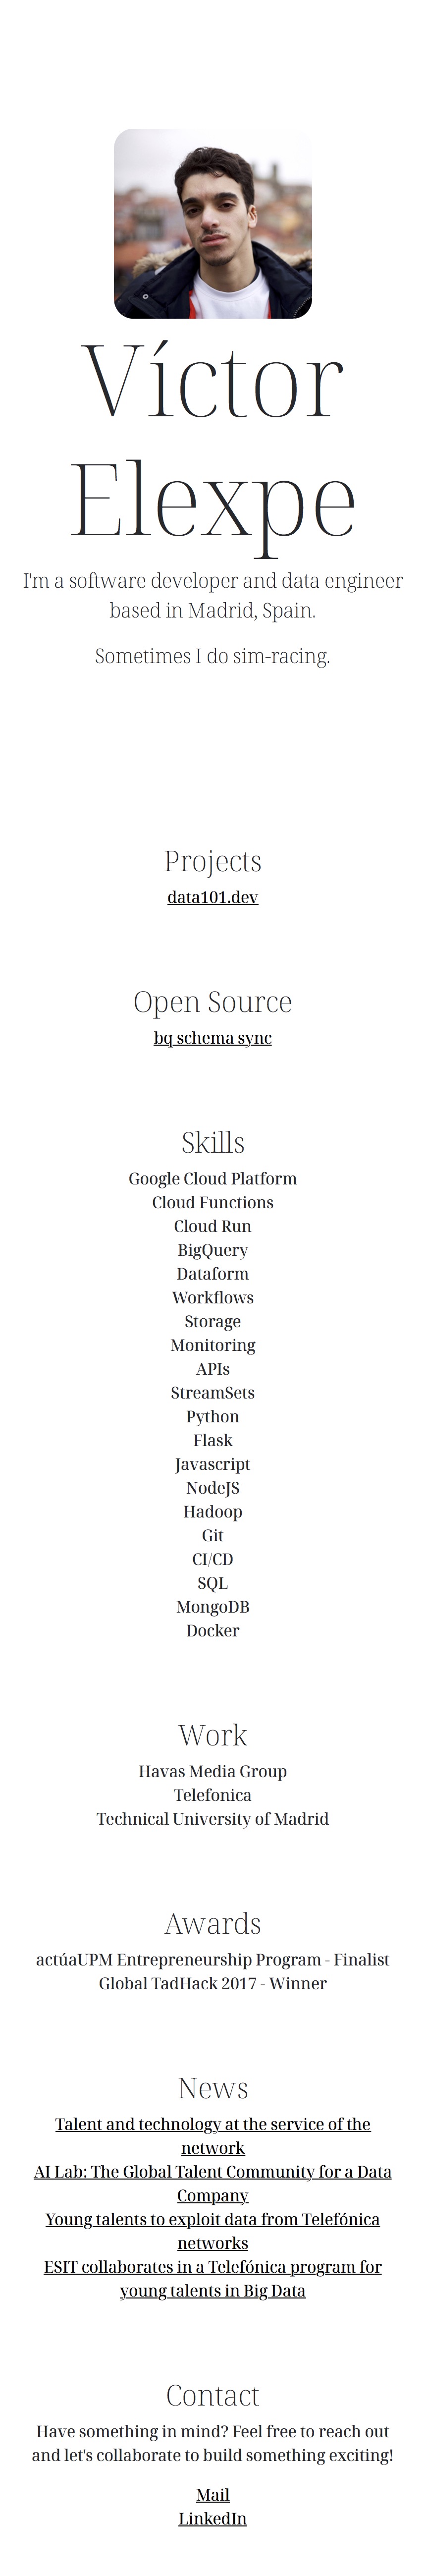 Víctor
Elexpe
I'm a software developer and data engineer
based in Madrid, Spain.
Sometimes I do sim-racing.
Projects
data101.dev
Open Source
bq schema sync
Skills
Google Cloud Platform
Cloud Functions
Cloud Run
BigQuery
Dataform
Workflows
Storage
Monitoring
APIs
StreamSets
Python
Flask
Javascript
NodeJS
Hadoop
Git
CI/CD
SQL
MongoDB
Docker
Work
Havas Media Group
Telefonica
Technical University of Madrid
Awards
actúaUPM Entrepreneurship Program - Finalist
Global TadHack 2017 - Winner
News
Talent and technology at the service of the
network
AI Lab: The Global Talent Community for a Data
Company
Young talents to exploit data from Telefónica
networks
ESIT collaborates in a Telefónica program for
young talents in Big Data
Contact
Have something in mind? Feel free to reach out
and let's collaborate to build something exciting!
Mail
LinkedIn